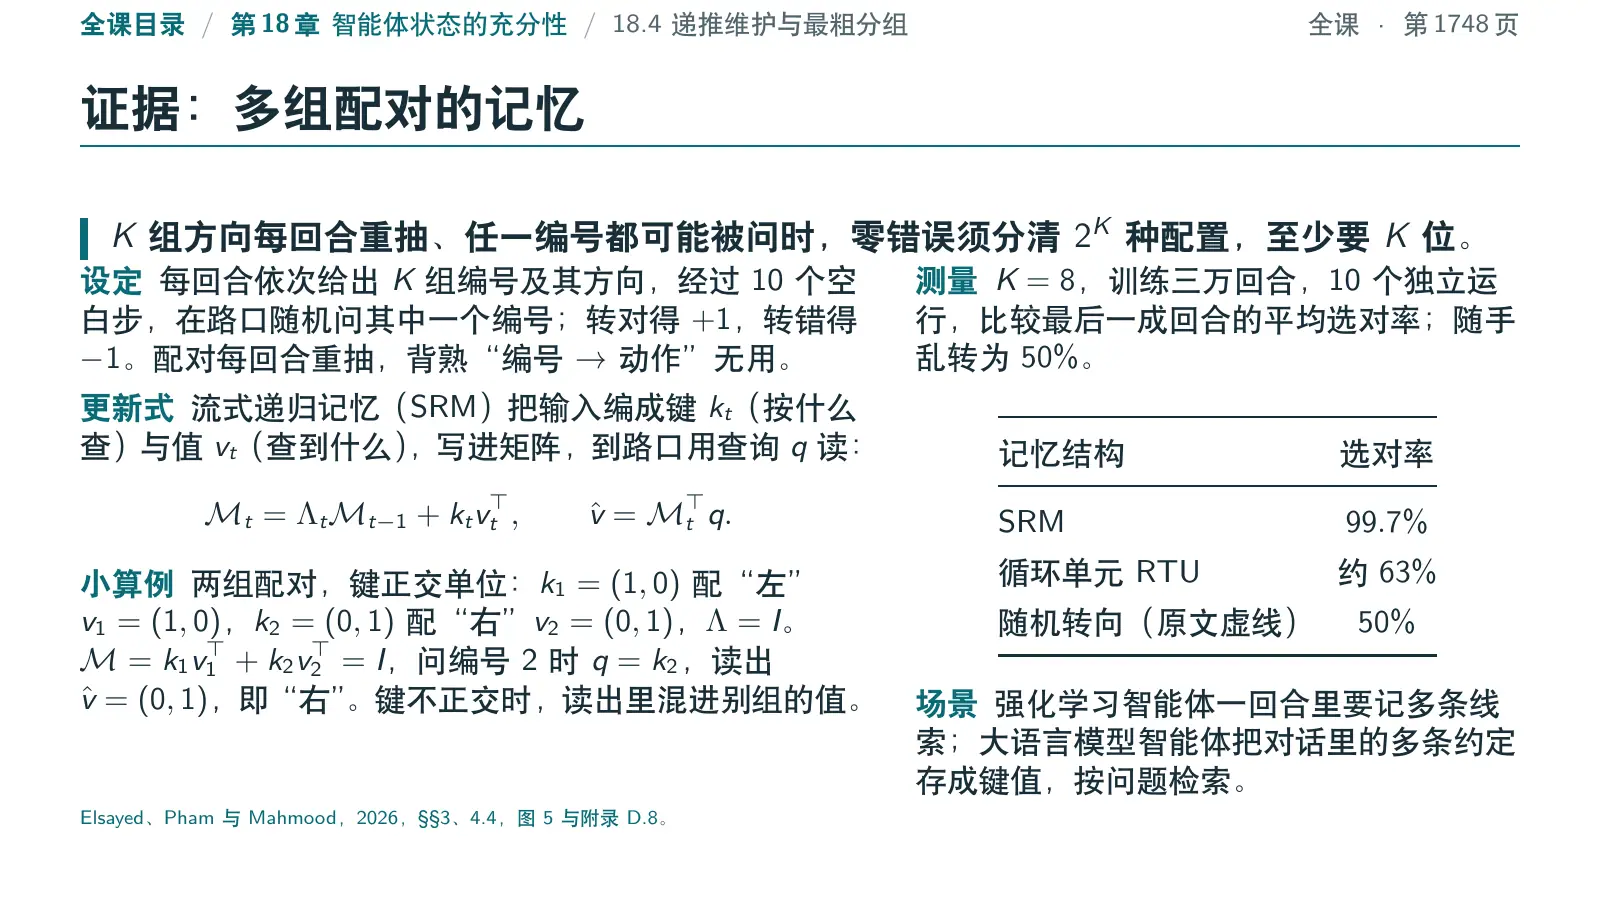 全课目录 / 第 18 章 智能体状态的充分性 / 18.4 递推维护与最粗分组
全课 · 第 1748 页
证据：多组配对的记忆
K 组方向每回合重抽、任一编号都可能被问时，零错误须分清 2^K 种配置，至少要 K 位。
设定 每回合依次给出 K 组编号及其方向，经过 10 个空
白步，在路口随机问其中一个编号；转对得 +1，转错得
−1。配对每回合重抽，背熟 “编号 → 动作” 无用。
更新式 流式递归记忆（SRM）把输入编成键 k_t（按什么
查）与值 v_t（查到什么），写进矩阵，到路口用查询 q 读：
ℳ_t = Λ_tℳ_{t−1} + k_t v_t^⊤, v̂ = ℳ_t^⊤ q.
小算例 两组配对，键正交单位：k_1 = (1, 0) 配 “左”
v_1 = (1, 0)，k_2 = (0, 1) 配 “右” v_2 = (0, 1)，Λ = I。
ℳ = k_1 v_1^⊤ + k_2 v_2^⊤ = I，问编号 2 时 q = k_2，读出
v̂ = (0, 1)，即 “右”。键不正交时，读出里混进别组的值。
测量 K = 8，训练三万回合，10 个独立运
行，比较最后一成回合的平均选对率；随手
乱转为 50%。
记忆结构 选对率
SRM 99.7%
循环单元 RTU 约 63%
随机转向（原文虚线） 50%
场景 强化学习智能体一回合里要记多条线
索；大语言模型智能体把对话里的多条约定
存成键值，按问题检索。
Elsayed、Pham 与 Mahmood，2026，§§3、4.4，图 5 与附录 D.8。